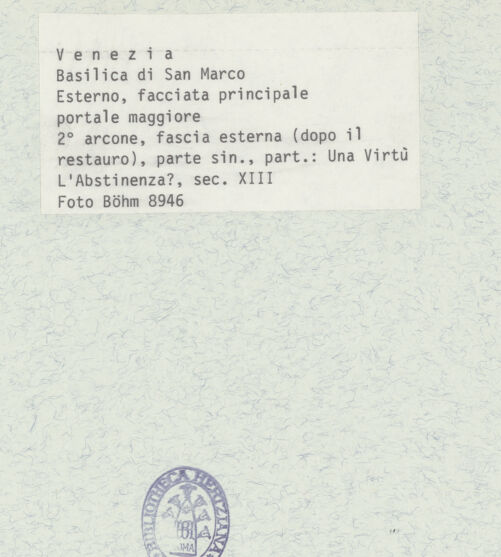 V e n e z i a
Basilica di San Marco
Esterno, facciata principale
portale maggiore
2° arcone, fascia esterna (dopo il
restauro), parte sin., part.: Una Virtù
L'Abstinenza?, sec. XIII
Foto Böhm 8946
BIBLIOTHECA HERTZIANA